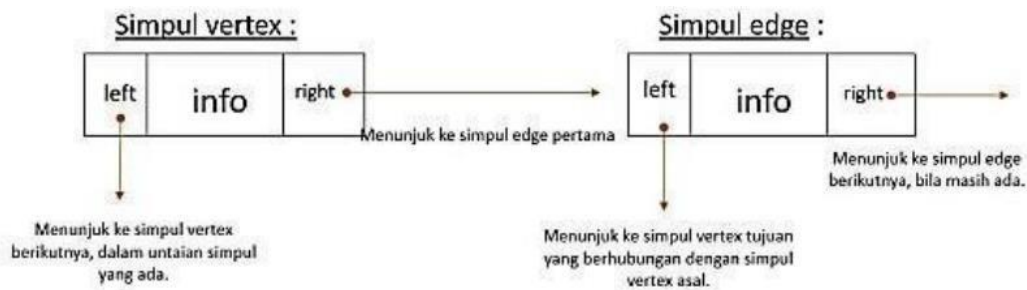 Simpul vertex :
left
info
right
Menunjuk ke simpul edge pertama
Menunjuk ke simpul vertex
berikutnya, dalam untaian simpul
yang ada.
Simpul edge :
left
info
right
Menunjuk ke simpul edge
berikutnya, bila masih ada.
Menunjuk ke simpul vertex tujuan
yang berhubungan dengan simpul
vertex asal.